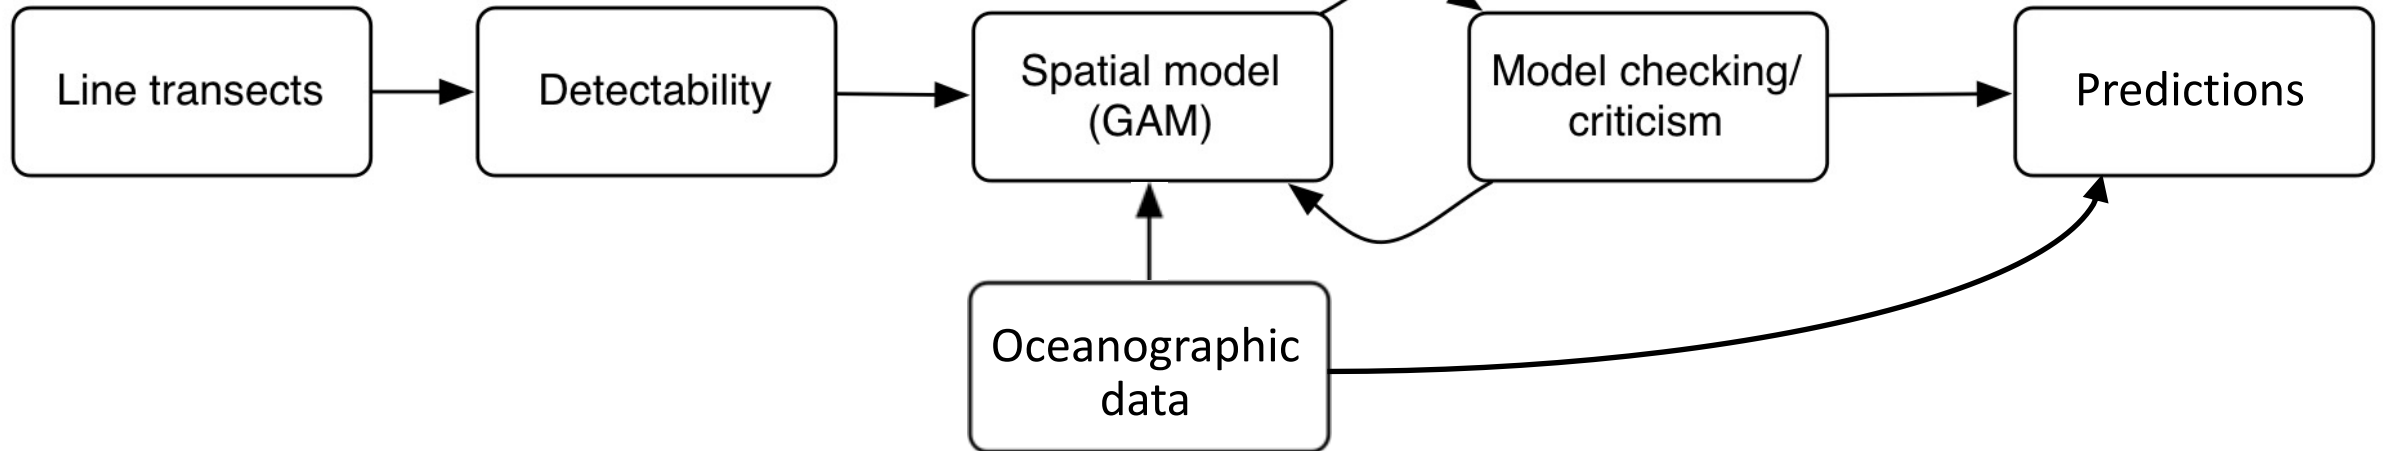 Line transects
Detectability
Spatial model
(GAM)
Model checking/
criticism
Predictions
Oceanographic
data